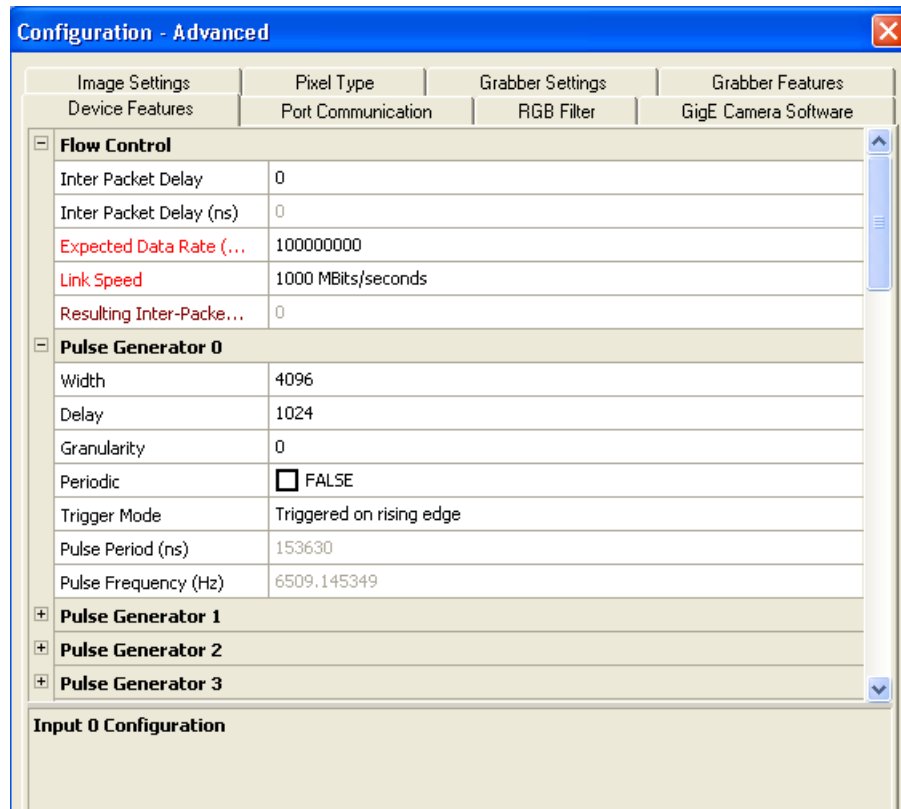 Configuration - Advanced
Image Settings Pixel Type Grabber Settings Grabber Features
Device Features Port Communication RGB Filter GigE Camera Software
Flow Control
Inter Packet Delay 0
Inter Packet Delay (ns) 0
Expected Data Rate (... 100000000
Link Speed 1000 MBits/seconds
Resulting Inter-Packe... 0
Pulse Generator 0
Width 4096
Delay 1024
Granularity 0
Periodic FALSE
Trigger Mode Triggered on rising edge
Pulse Period (ns) 153630
Pulse Frequency (Hz) 6509.145349
Pulse Generator 1
Pulse Generator 2
Pulse Generator 3
Input 0 Configuration